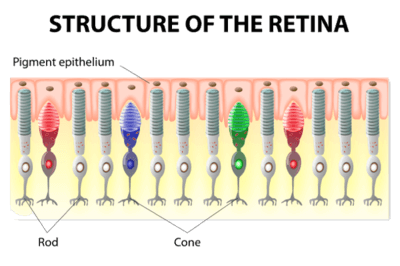 STRUCTURE OF THE RETINA
Pigment epithelium
Rod
Cone